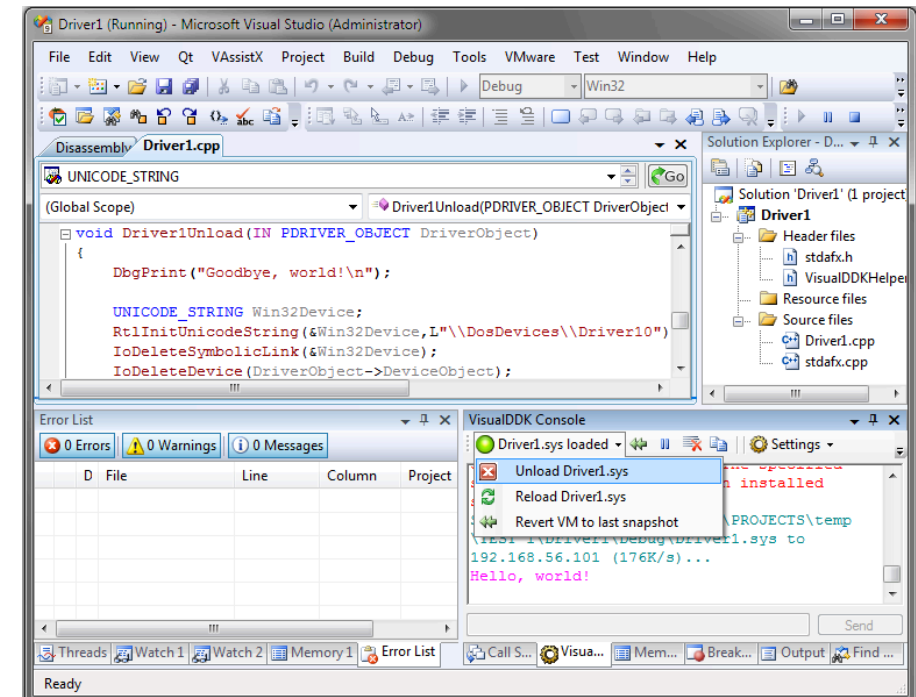 Driver1 (Running) - Microsoft Visual Studio (Administrator)
File Edit View Qt VAssistX Project Build Debug Tools VMware Test Window Help
Debug Win32
Disassembly Driver1.cpp
UNICODE_STRING Go
(Global Scope) Driver1Unload(PDRIVER_OBJECT DriverObject
void Driver1Unload(IN PDRIVER_OBJECT DriverObject)
{
DbgPrint("Goodbye, world!\n");
UNICODE_STRING Win32Device;
RtlInitUnicodeString(&Win32Device,L"\\DosDevices\\Driver10")
IoDeleteSymbolicLink(&Win32Device);
IoDeleteDevice(DriverObject->DeviceObject);
Solution Explorer - D...
Solution 'Driver1' (1 project
Driver1
Header files
stdafx.h
VisualDDKHelper
Resource files
Source files
Driver1.cpp
stdafx.cpp
Error List
0 Errors 0 Warnings 0 Messages
D File Line Column Project
VisualDDK Console
Driver1.sys loaded Settings
Unload Driver1.sys
Reload Driver1.sys
Revert VM to last snapshot
specified
installed
\PROJECTS\temp
\TEST 1\Driver1\Debug\Driver1.sys to
192.168.56.101 (176K/s)...
Hello, world!
Send
Threads Watch 1 Watch 2 Memory 1 Error List
Call S... Visua... Mem... Break... Output Find ...
Ready